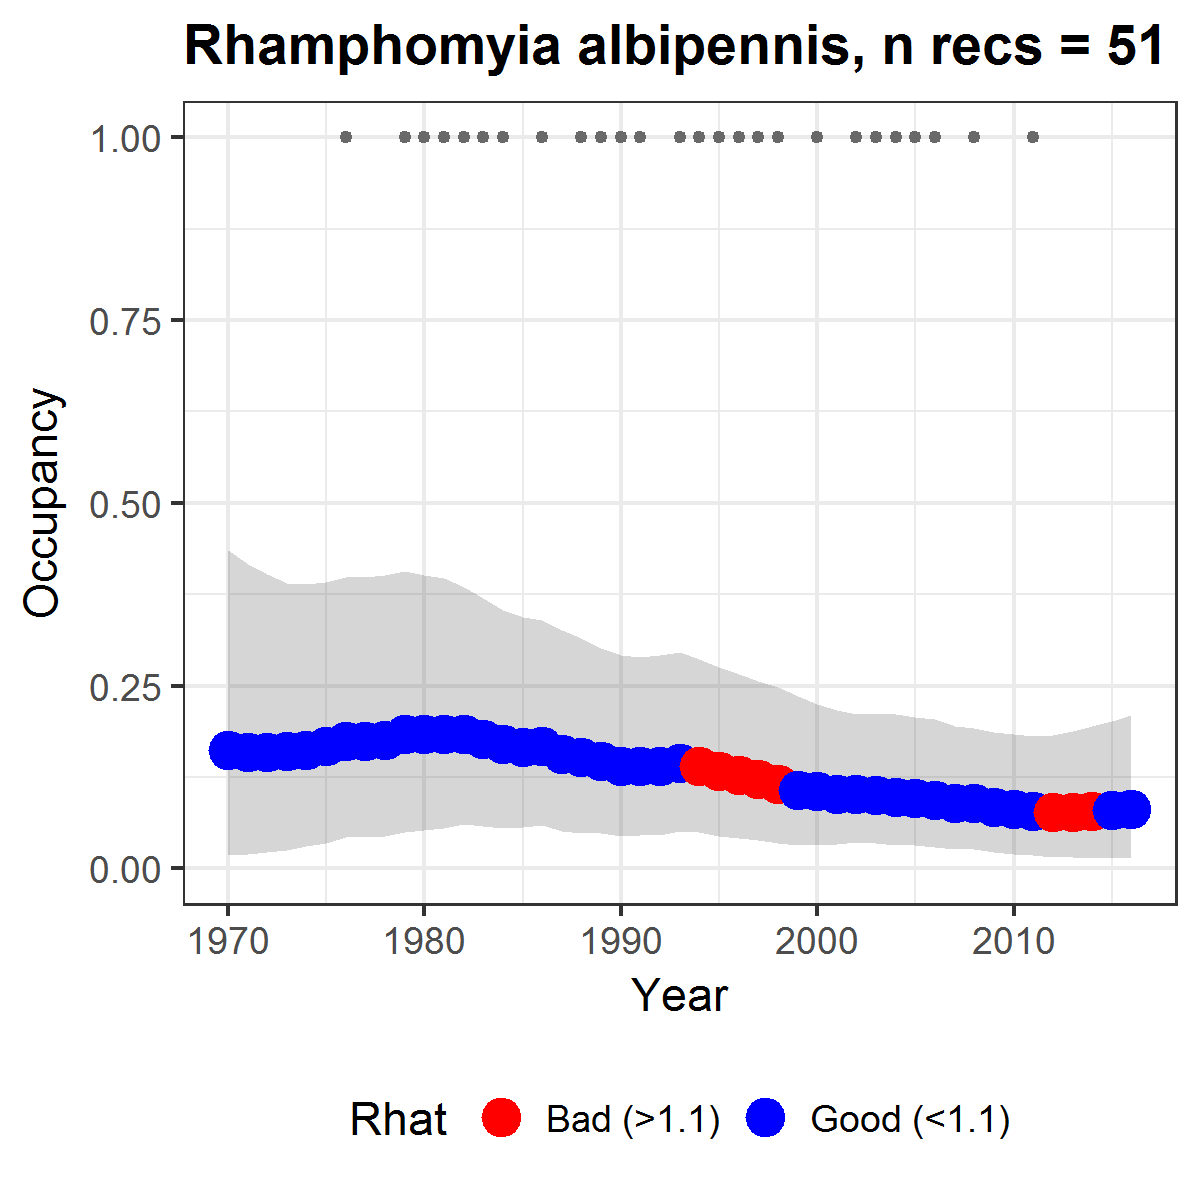 Rhamphomyia albipennis, n recs = 51
1.00
0.75
0.50
0.25
0.00
Occupancy
1970 1980 1990 2000 2010
Year
Rhat Bad (>1.1) Good (<1.1)